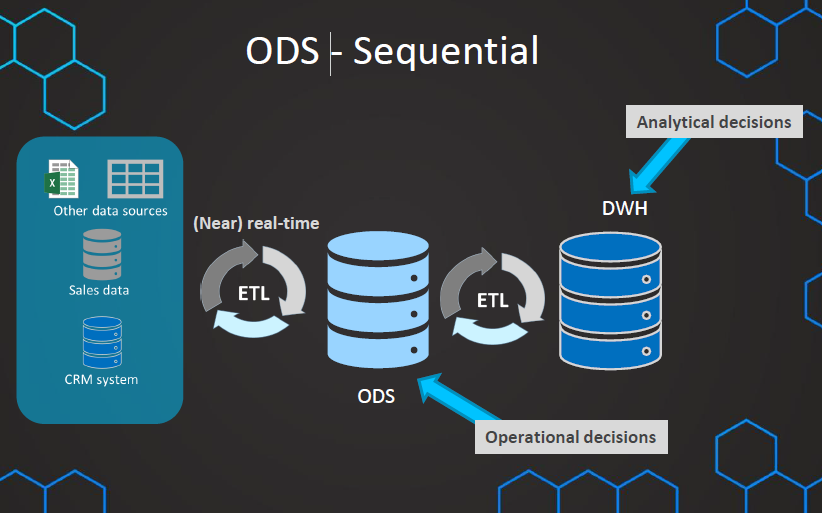 ODS - Sequential
Analytical decisions
DWH
X
Other data sources
(Near) real-time
Sales data
ETL
ETL
CRM system
ODS
Operational decisions